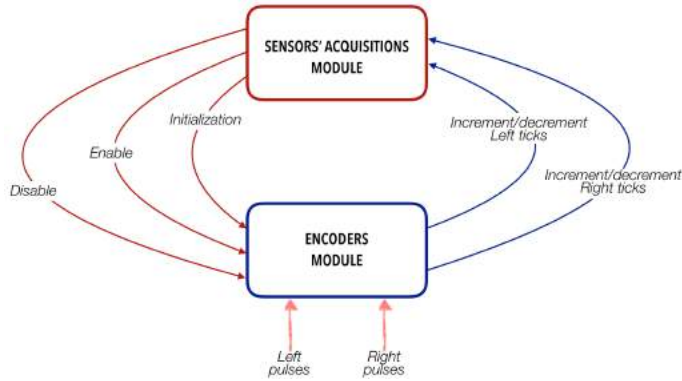 SENSORS' ACQUISITIONS
MODULE
Initialization
Enable
Disable
Increment/decrement
Left ticks
Increment/decrement
Right ticks
ENCODERS
MODULE
Left
pulses
Right
pulses